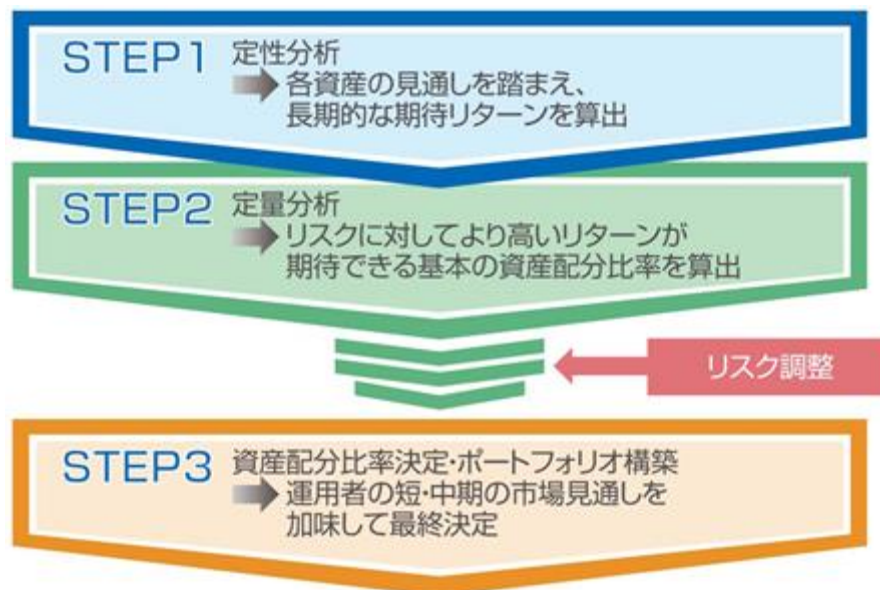 STEP1 定性分析
各資産の見通しを踏まえ、
長期的な期待リターンを算出
STEP2 定量分析
リスクに対してより高いリターンが
期待できる基本の資産配分比率を算出
リスク調整
STEP3 資産配分比率決定・ポートフォリオ構築
運用者の短・中期の市場見通しを
加味して最終決定